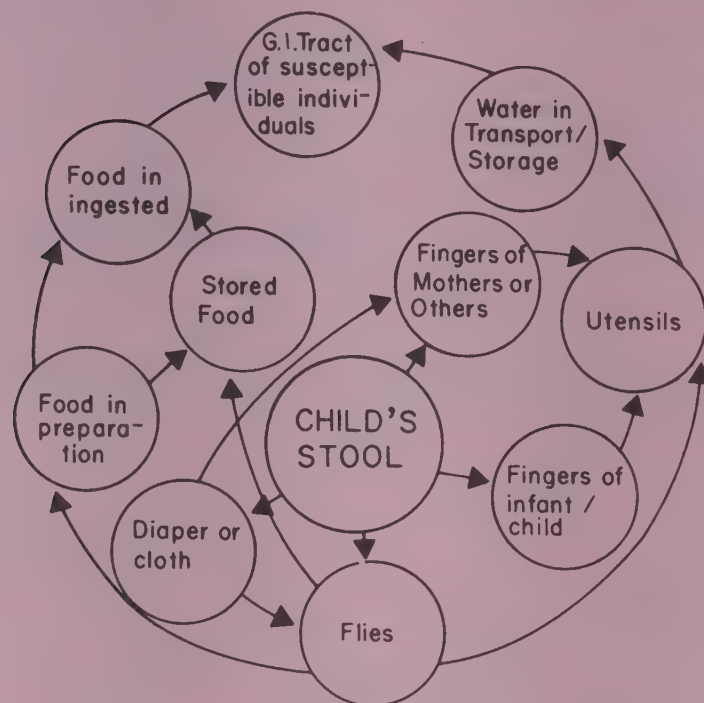 G.I.Tract
of suscept-
ible indivi-
duals
Water in
Transport/
Storage
Food in
ingested
Fingers of
Mothers or
Others
Stored
Food
Utensils
CHILD'S
STOOL
Food in
prepara-
tion
Fingers of
infant /
child
Diaper or
cloth
Flies